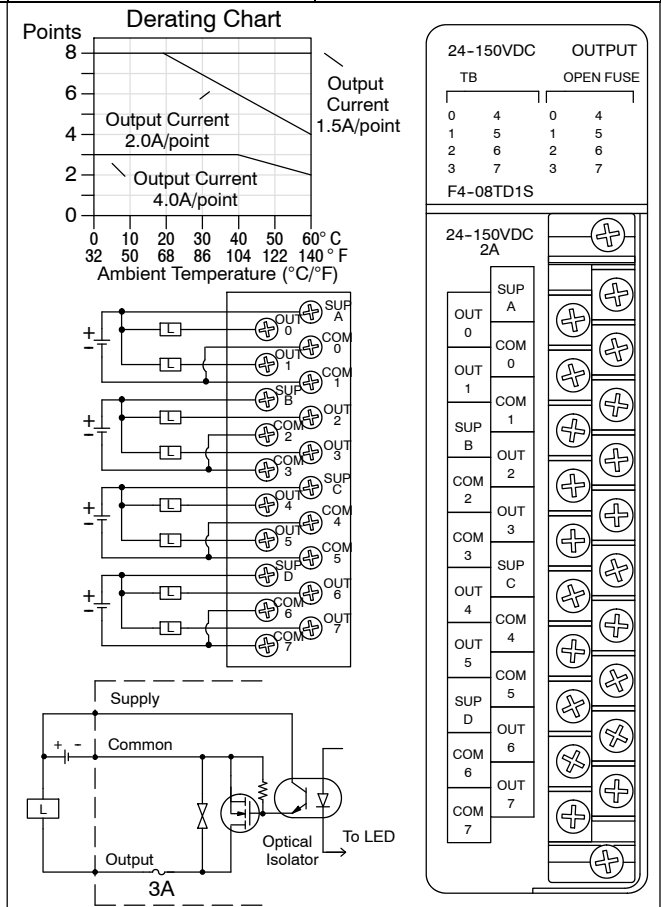 Derating Chart
Points
8
6
4
2
0
Output Current
1.5A/point
Output Current
2.0A/point
Output Current
4.0A/point
0 10 20 30 40 50 60°C
32 50 68 86 104 122 140°F
Ambient Temperature (°C/°F)
+
-
L
L
SUP A
OUT 0
COM 0
OUT 1
COM 1
+
-
L
L
SUP B
OUT 2
COM 2
OUT 3
COM 3
+
-
L
L
SUP C
OUT 4
COM 4
OUT 5
COM 5
+
-
L
L
SUP D
OUT 6
COM 6
OUT 7
COM 7
Supply
+ -
Common
L
Optical
Isolator
To LED
Output
3A
24-150VDC OUTPUT
TB OPEN FUSE
0 4 0 4
1 5 1 5
2 6 2 6
3 7 3 7
F4-08TD1S
24-150VDC
2A
SUP A
OUT 0
COM 0
OUT 1
COM 1
SUP B
OUT 2
COM 2
OUT 3
COM 3
SUP C
OUT 4
COM 4
OUT 5
COM 5
SUP D
OUT 6
COM 6
OUT 7
COM 7